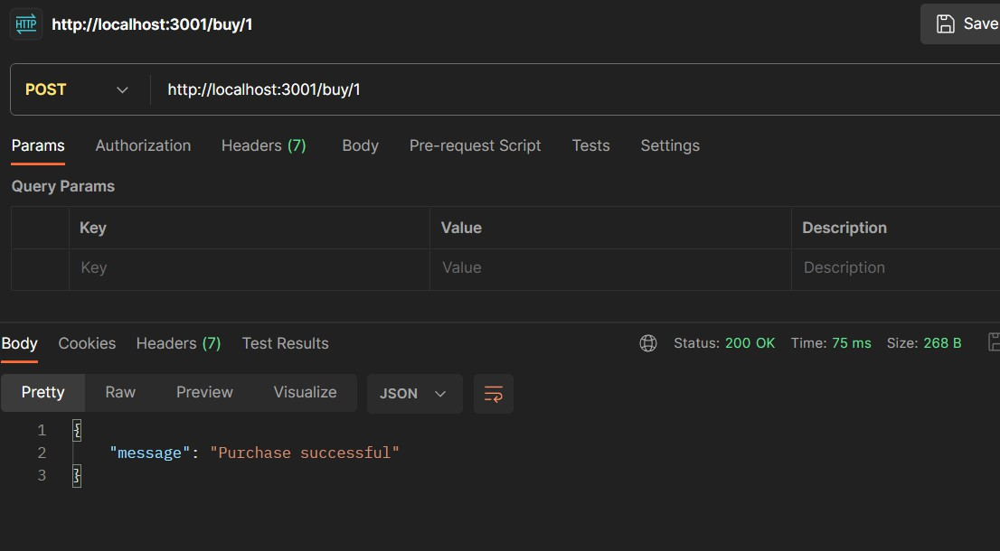 HTTP http://localhost:3001/buy/1 Save
POST http://localhost:3001/buy/1
Params Authorization Headers (7) Body Pre-request Script Tests Settings
Query Params
Key Value Description
Key Value Description
Body Cookies Headers (7) Test Results Status: 200 OK Time: 75 ms Size: 268 B
Pretty Raw Preview Visualize JSON
1 {
2 "message": "Purchase successful"
3 }